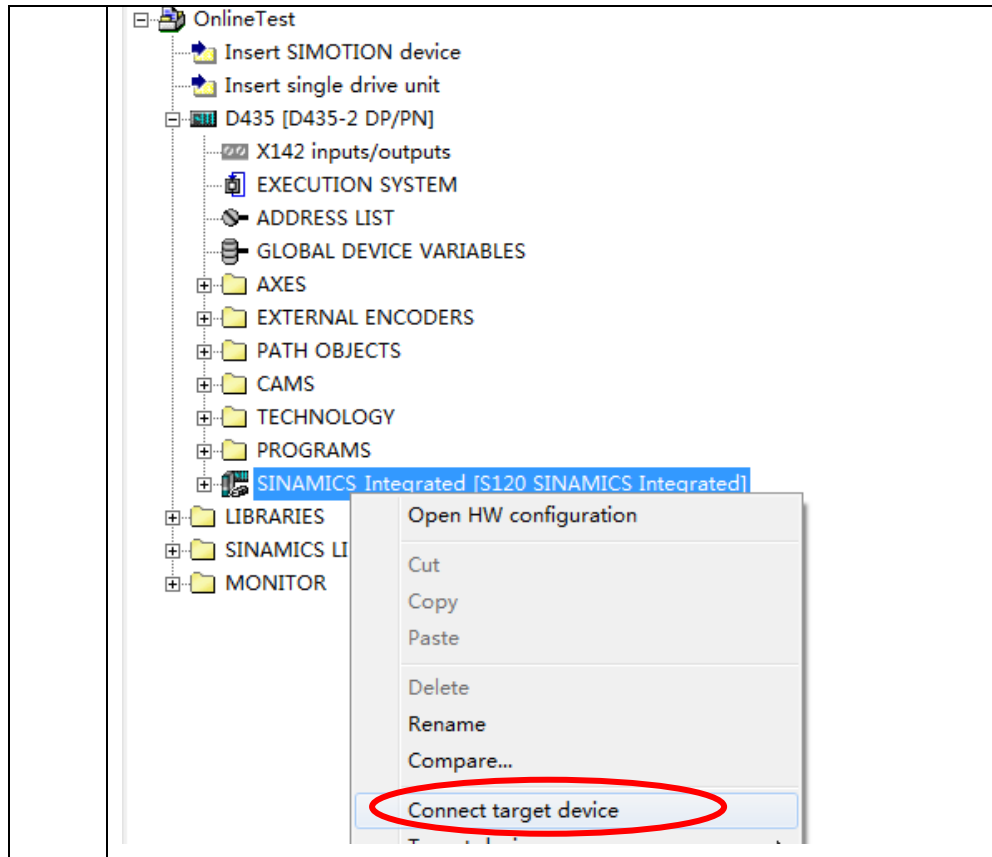 OnlineTest
Insert SIMOTION device
Insert single drive unit
D435 [D435-2 DP/PN]
X142 inputs/outputs
EXECUTION SYSTEM
ADDRESS LIST
GLOBAL DEVICE VARIABLES
AXES
EXTERNAL ENCODERS
PATH OBJECTS
CAMS
TECHNOLOGY
PROGRAMS
SINAMICS Integrated [S120 SINAMICS Integrated]
LIBRARIES
SINAMICS LI
MONITOR
Open HW configuration
Cut
Copy
Paste
Delete
Rename
Compare...
Connect target device